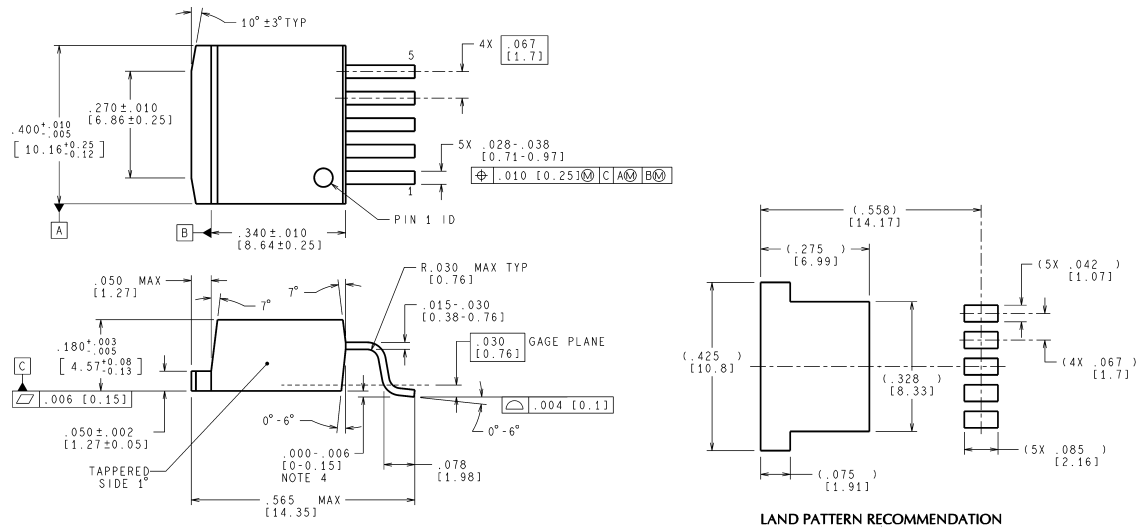 10° ±3° TYP
5
4X .067
[1.7]
.270±.010
[6.86±0.25]
.400 +.010
-.005
[ 10.16 +0.25
-0.12 ]
5X .028-.038
[0.71-0.97]
⌖ .010 [0.25]Ⓜ C AⓂ BⓂ
1
PIN 1 ID
A
B
.340±.010
[8.64±0.25]
.050 MAX
[1.27]
7°
7°
R.030 MAX TYP
[0.76]
.015-.030
[0.38-0.76]
.030
[0.76]
GAGE PLANE
.180 +.003
-.005
[ 4.57 +0.08
-0.13 ]
C
⏥ .006 [0.15]
⌓ .004 [0.1]
0°-6°
0°-6°
.050±.002
[1.27±0.05]
TAPPERED
SIDE 1°
.000-.006
[0-0.15]
NOTE 4
.078
[1.98]
.565 MAX
[14.35]
(.558)
[14.17]
(.275 )
[6.99]
(5X .042 )
[1.07]
(.425 )
[10.8]
(.328 )
[8.33]
(4X .067 )
[1.7]
(.075 )
[1.91]
(5X .085 )
[2.16]
LAND PATTERN RECOMMENDATION